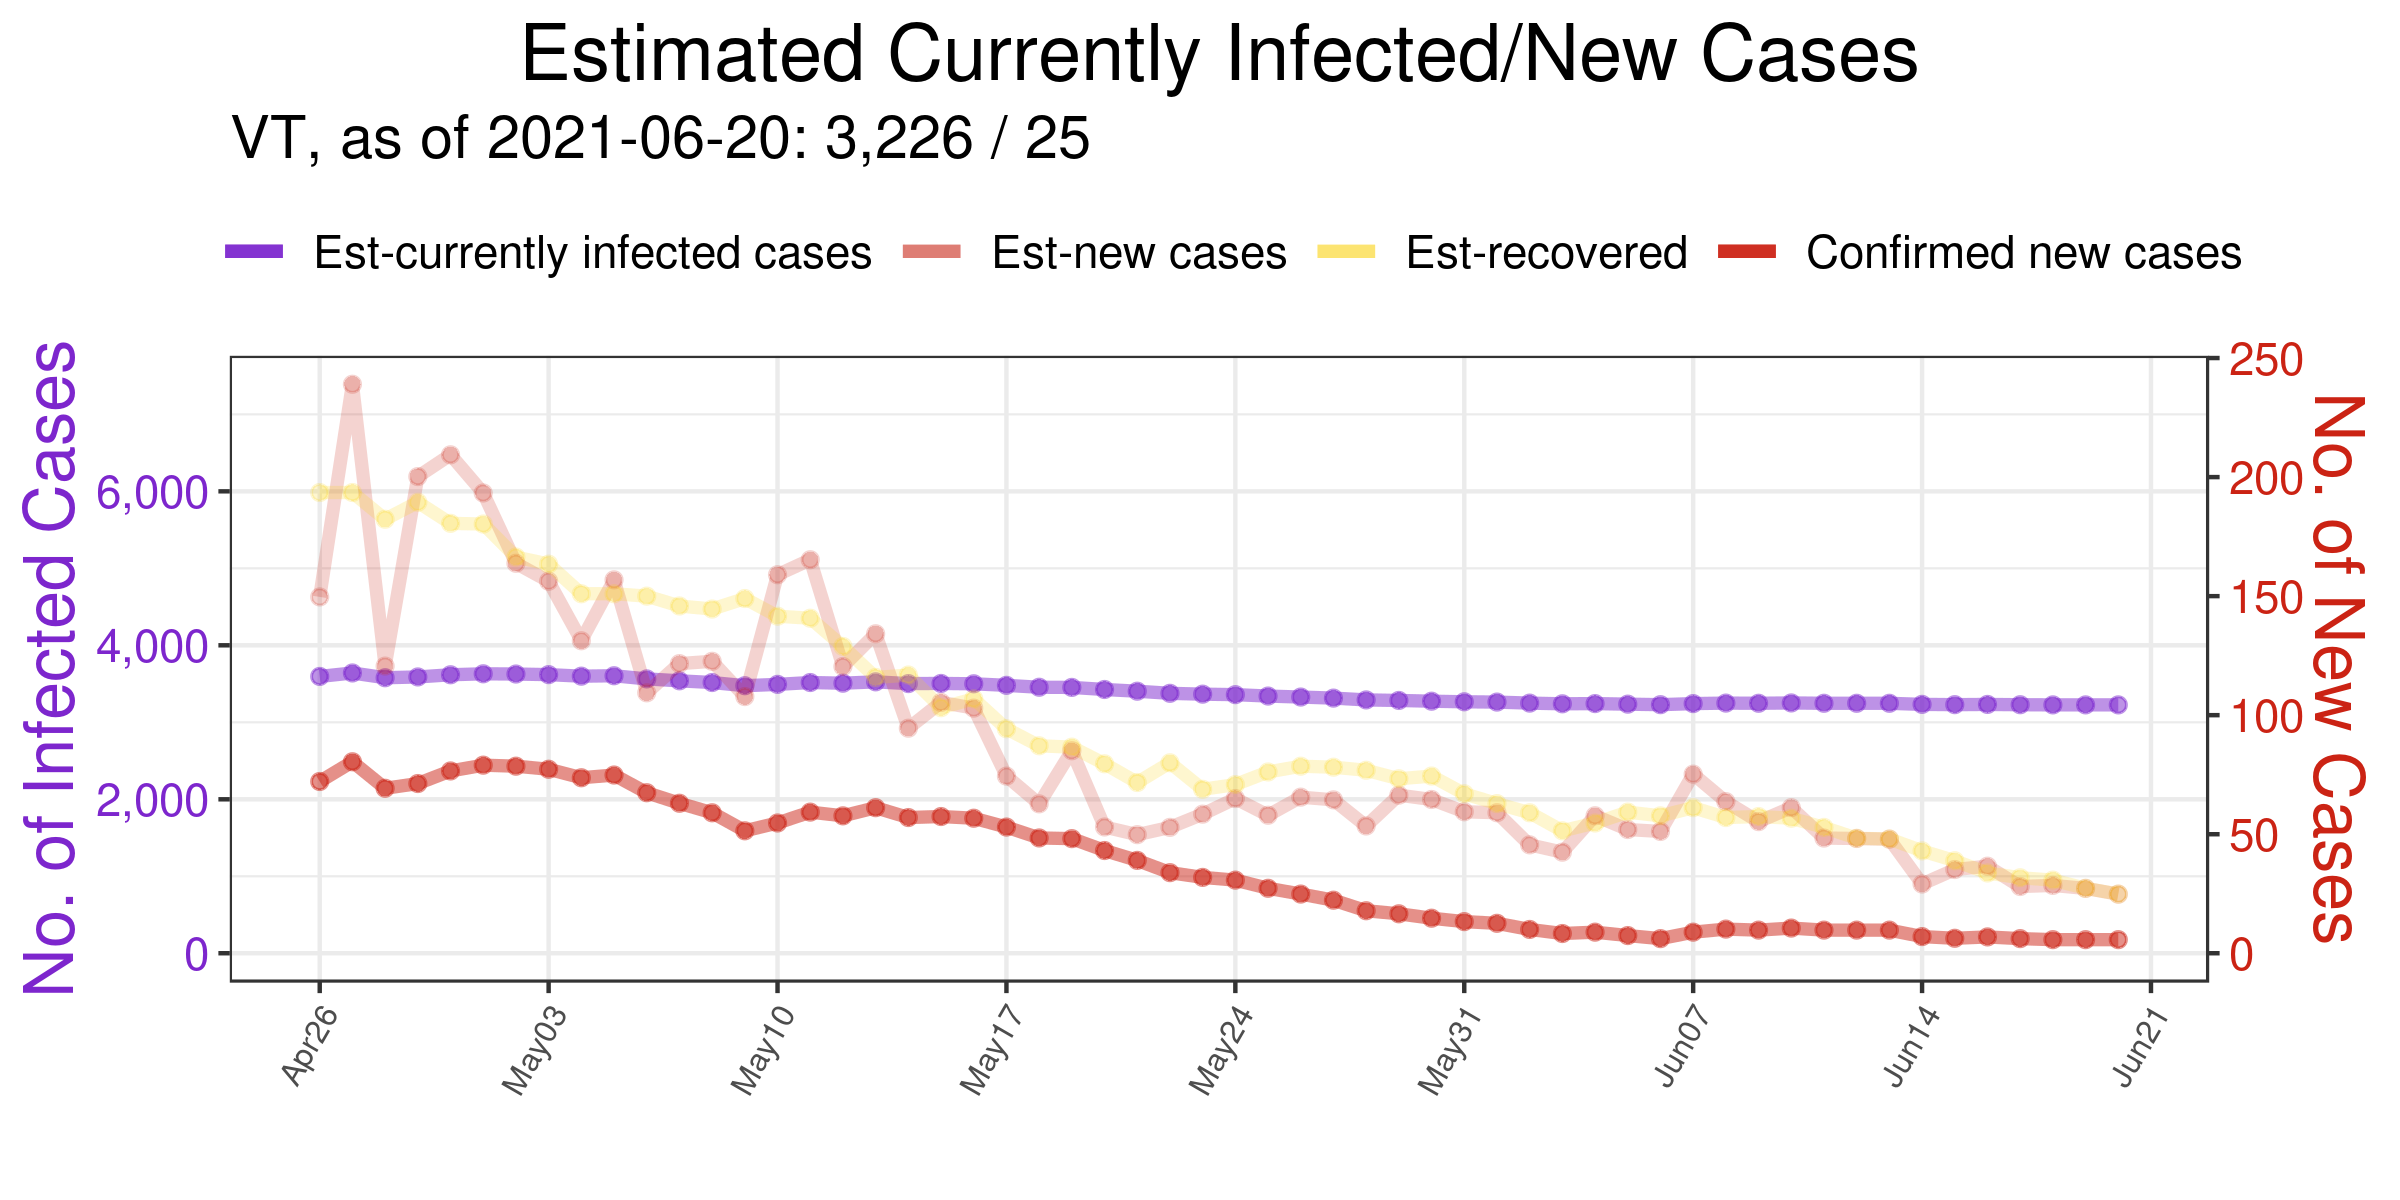 Estimated Currently Infected/New Cases
VT, as of 2021-06-20: 3,226 / 25
Est-currently infected cases Est-new cases Est-recovered Confirmed new cases
No. of Infected Cases
6,000
4,000
2,000
0
250
200
150
100
50
0
No. of New Cases
Apr26 May03 May10 May17 May24 May31 Jun07 Jun14 Jun21